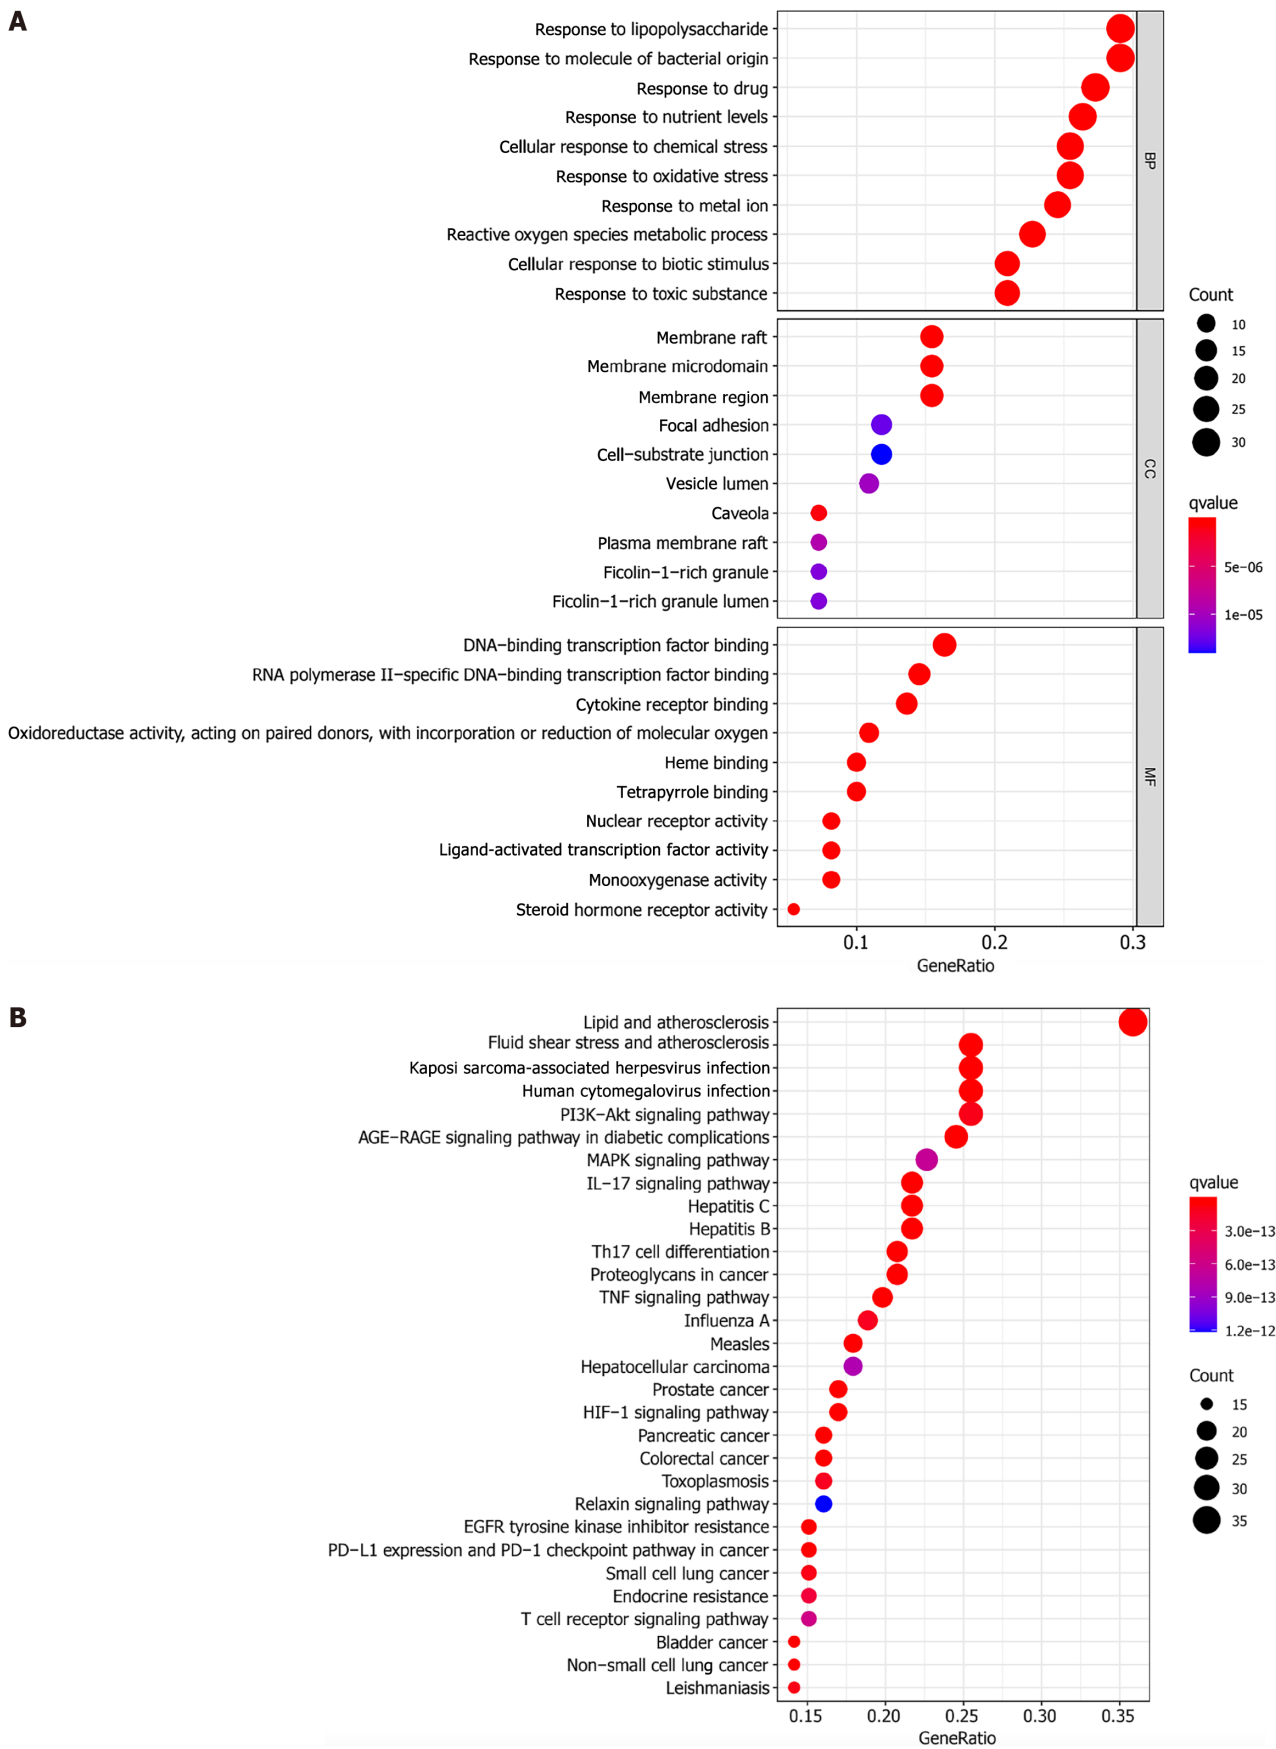 A
Response to lipopolysaccharide
Response to molecule of bacterial origin
Response to drug
Response to nutrient levels
Cellular response to chemical stress
Response to oxidative stress
Response to metal ion
Reactive oxygen species metabolic process
Cellular response to biotic stimulus
Response to toxic substance
BP
Membrane raft
Membrane microdomain
Membrane region
Focal adhesion
Cell−substrate junction
Vesicle lumen
Caveola
Plasma membrane raft
Ficolin−1−rich granule
Ficolin−1−rich granule lumen
CC
DNA−binding transcription factor binding
RNA polymerase II−specific DNA−binding transcription factor binding
Cytokine receptor binding
Oxidoreductase activity, acting on paired donors, with incorporation or reduction of molecular oxygen
Heme binding
Tetrapyrrole binding
Nuclear receptor activity
Ligand-activated transcription factor activity
Monooxygenase activity
Steroid hormone receptor activity
MF
0.1 0.2 0.3
GeneRatio
Count
10
15
20
25
30
qvalue
5e−06
1e−05
B
Lipid and atherosclerosis
Fluid shear stress and atherosclerosis
Kaposi sarcoma-associated herpesvirus infection
Human cytomegalovirus infection
PI3K−Akt signaling pathway
AGE−RAGE signaling pathway in diabetic complications
MAPK signaling pathway
IL−17 signaling pathway
Hepatitis C
Hepatitis B
Th17 cell differentiation
Proteoglycans in cancer
TNF signaling pathway
Influenza A
Measles
Hepatocellular carcinoma
Prostate cancer
HIF−1 signaling pathway
Pancreatic cancer
Colorectal cancer
Toxoplasmosis
Relaxin signaling pathway
EGFR tyrosine kinase inhibitor resistance
PD−L1 expression and PD−1 checkpoint pathway in cancer
Small cell lung cancer
Endocrine resistance
T cell receptor signaling pathway
Bladder cancer
Non−small cell lung cancer
Leishmaniasis
0.15 0.20 0.25 0.30 0.35
GeneRatio
qvalue
3.0e−13
6.0e−13
9.0e−13
1.2e−12
Count
15
20
25
30
35